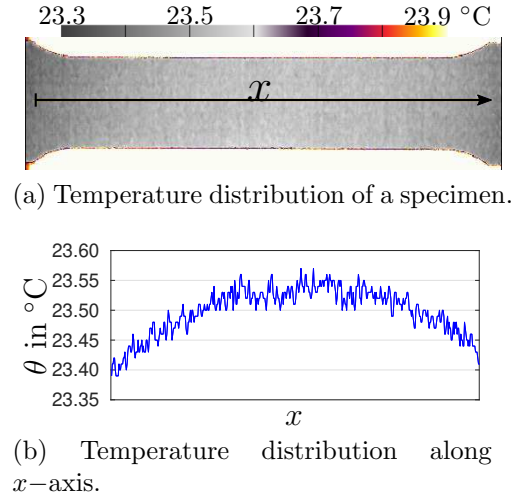 23.3 23.5 23.7 23.9 °C
x
(a) Temperature distribution of a specimen.
23.60
23.55
23.50
23.45
23.40
23.35
θ in °C
x
(b) Temperature distribution along
x−axis.